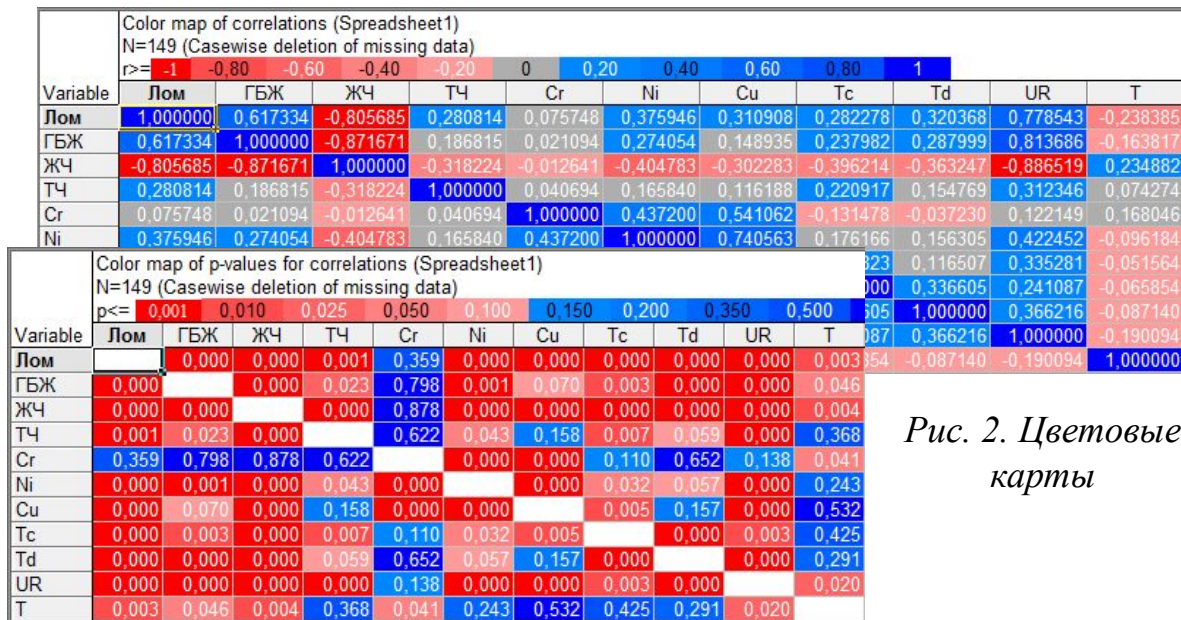 Color map of correlations (Spreadsheet1)
N=149 (Casewise deletion of missing data)
r>= -1 -0,80 -0,60 -0,40 -0,20 0 0,20 0,40 0,60 0,80 1
Variable Лом ГБЖ ЖЧ ТЧ Cr Ni Cu Tc Td UR T
Лом 1,000000 0,617334 -0,805685 0,280814 0,075748 0,375946 0,310908 0,282278 0,320368 0,778543 -0,238385
ГБЖ 0,617334 1,000000 -0,871671 0,186815 0,021094 0,274054 0,148935 0,237982 0,287999 0,813686 -0,163817
ЖЧ -0,805685 -0,871671 1,000000 -0,318224 -0,012641 -0,404783 -0,302283 -0,396214 -0,363247 -0,886519 0,234882
ТЧ 0,280814 0,186815 -0,318224 1,000000 0,040694 0,165840 0,116188 0,220917 0,154769 0,312346 0,074274
Cr 0,075748 0,021094 -0,012641 0,040694 1,000000 0,437200 0,541062 -0,131478 -0,037230 0,122149 0,168046
Ni 0,375946 0,274054 -0,404783 0,165840 0,437200 1,000000 0,740563 0,176166 0,156305 0,422452 -0,096184
323 0,116507 0,335281 -0,051564
000 0,336605 0,241087 -0,065854
605 1,000000 0,366216 -0,087140
087 0,366216 1,000000 -0,190094
854 -0,087140 -0,190094 1,000000
Color map of p-values for correlations (Spreadsheet1)
N=149 (Casewise deletion of missing data)
p<= 0,001 0,010 0,025 0,050 0,100 0,150 0,200 0,350 0,500
Variable Лом ГБЖ ЖЧ ТЧ Cr Ni Cu Tc Td UR T
Лом 0,000 0,000 0,001 0,359 0,000 0,000 0,000 0,000 0,000 0,003
ГБЖ 0,000 0,000 0,023 0,798 0,001 0,070 0,003 0,000 0,000 0,046
ЖЧ 0,000 0,000 0,000 0,878 0,000 0,000 0,000 0,000 0,000 0,004
ТЧ 0,001 0,023 0,000 0,622 0,043 0,158 0,007 0,059 0,000 0,368
Cr 0,359 0,798 0,878 0,622 0,000 0,000 0,110 0,652 0,138 0,041
Ni 0,000 0,001 0,000 0,043 0,000 0,000 0,032 0,057 0,000 0,243
Cu 0,000 0,070 0,000 0,158 0,000 0,000 0,005 0,157 0,000 0,532
Tc 0,000 0,003 0,000 0,007 0,110 0,032 0,005 0,000 0,003 0,425
Td 0,000 0,000 0,000 0,059 0,652 0,057 0,157 0,000 0,000 0,291
UR 0,000 0,000 0,000 0,000 0,138 0,000 0,000 0,003 0,000 0,020
T 0,003 0,046 0,004 0,368 0,041 0,243 0,532 0,425 0,291 0,020
Рис. 2. Цветовые
карты